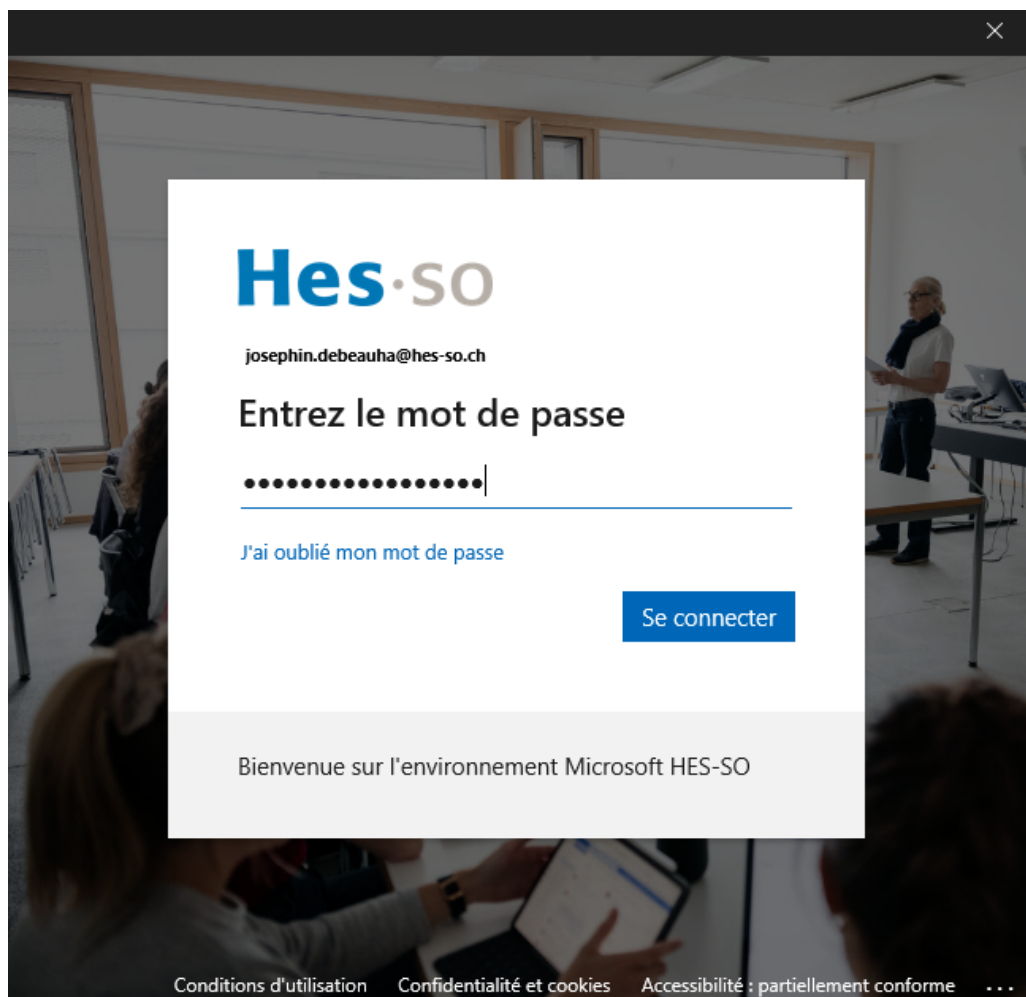 Hes·so
josephin.debeauha@hes-so.ch
Entrez le mot de passe
•••••••••••••••••
J'ai oublié mon mot de passe
Se connecter
Bienvenue sur l'environnement Microsoft HES-SO
Conditions d'utilisation Confidentialité et cookies Accessibilité : partiellement conforme ...